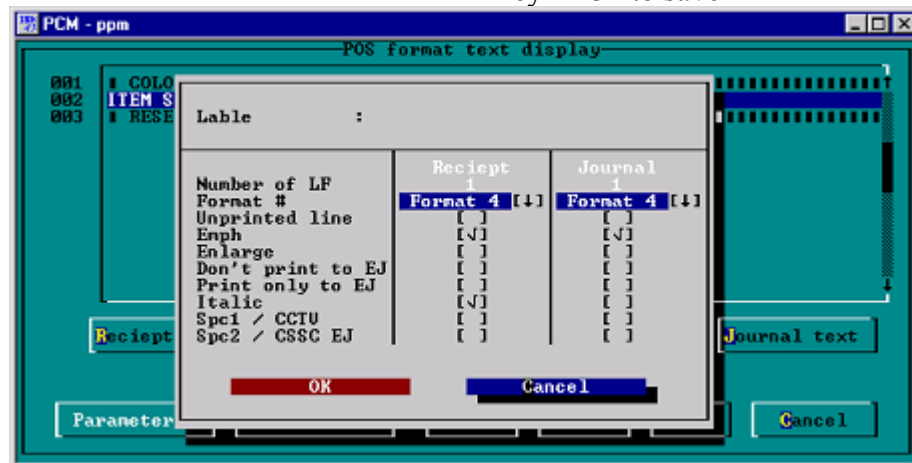 PCM - ppm
POS format text display
001 COLO
002 ITEM S
003 RESE
Lable :
Reciept Journal
Number of LF 1 1
Format # Format 4 [↓] Format 4 [↓]
Unprinted line [ ] [ ]
Emph [√] [√]
Enlarge [ ] [ ]
Don't print to EJ [ ] [ ]
Print only to EJ [ ] [ ]
Italic [√] [ ]
Spc1 / CCTV [ ] [ ]
Spc2 / CSSC EJ [ ] [ ]
Reciept Journal text
OK Cancel
Parameter Cancel